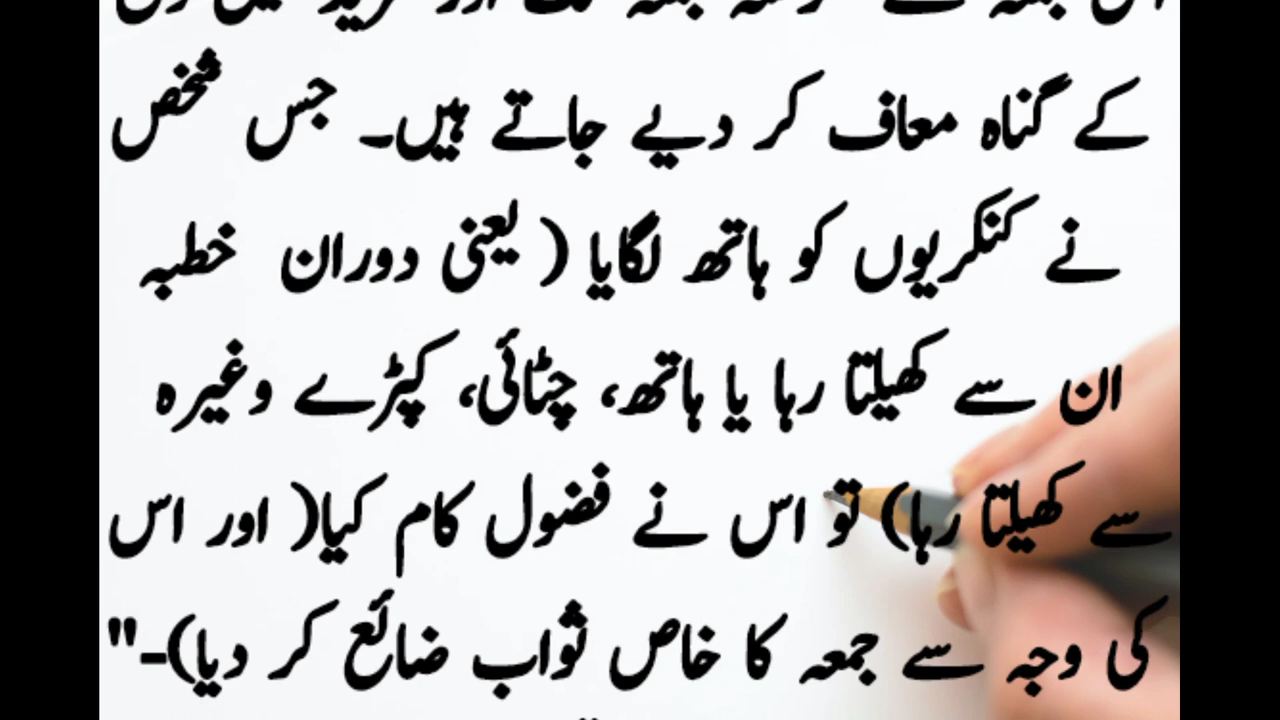 کے گناہ معاف کر دیے جاتے ہیں۔ جس شخص
نے کنکریوں کو ہاتھ لگایا ( یعنی دوران خطبہ
ان سے کھیلتا رہا یا ہاتھ، چٹائی، کپڑے وغیرہ
سے کھیلتا رہا) تو اس نے فضول کام کیا( اور اس
کی وجہ سے جمعہ کا خاص ثواب ضائع کر دیا)-"